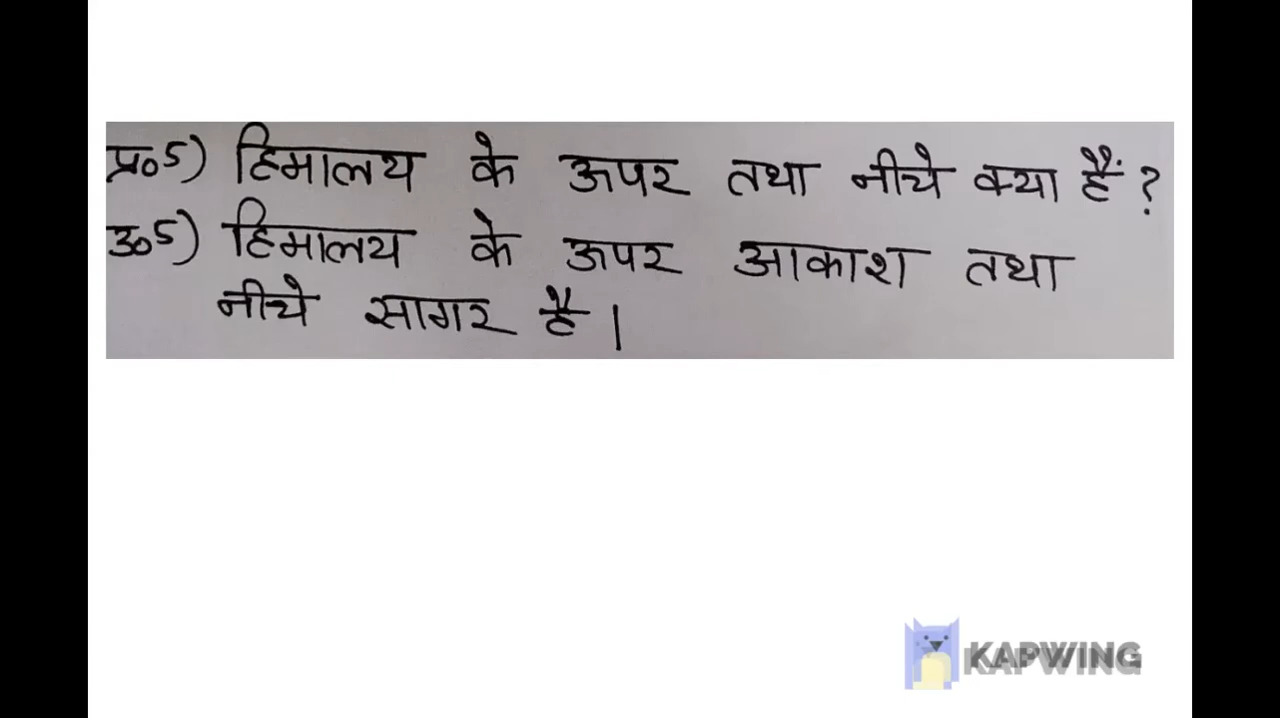 प्र०5) हिमालय के ऊपर तथा नीचे क्या हैं ?
उ०5) हिमालय के ऊपर आकाश तथा
नीचे सागर है ।
KAPWING